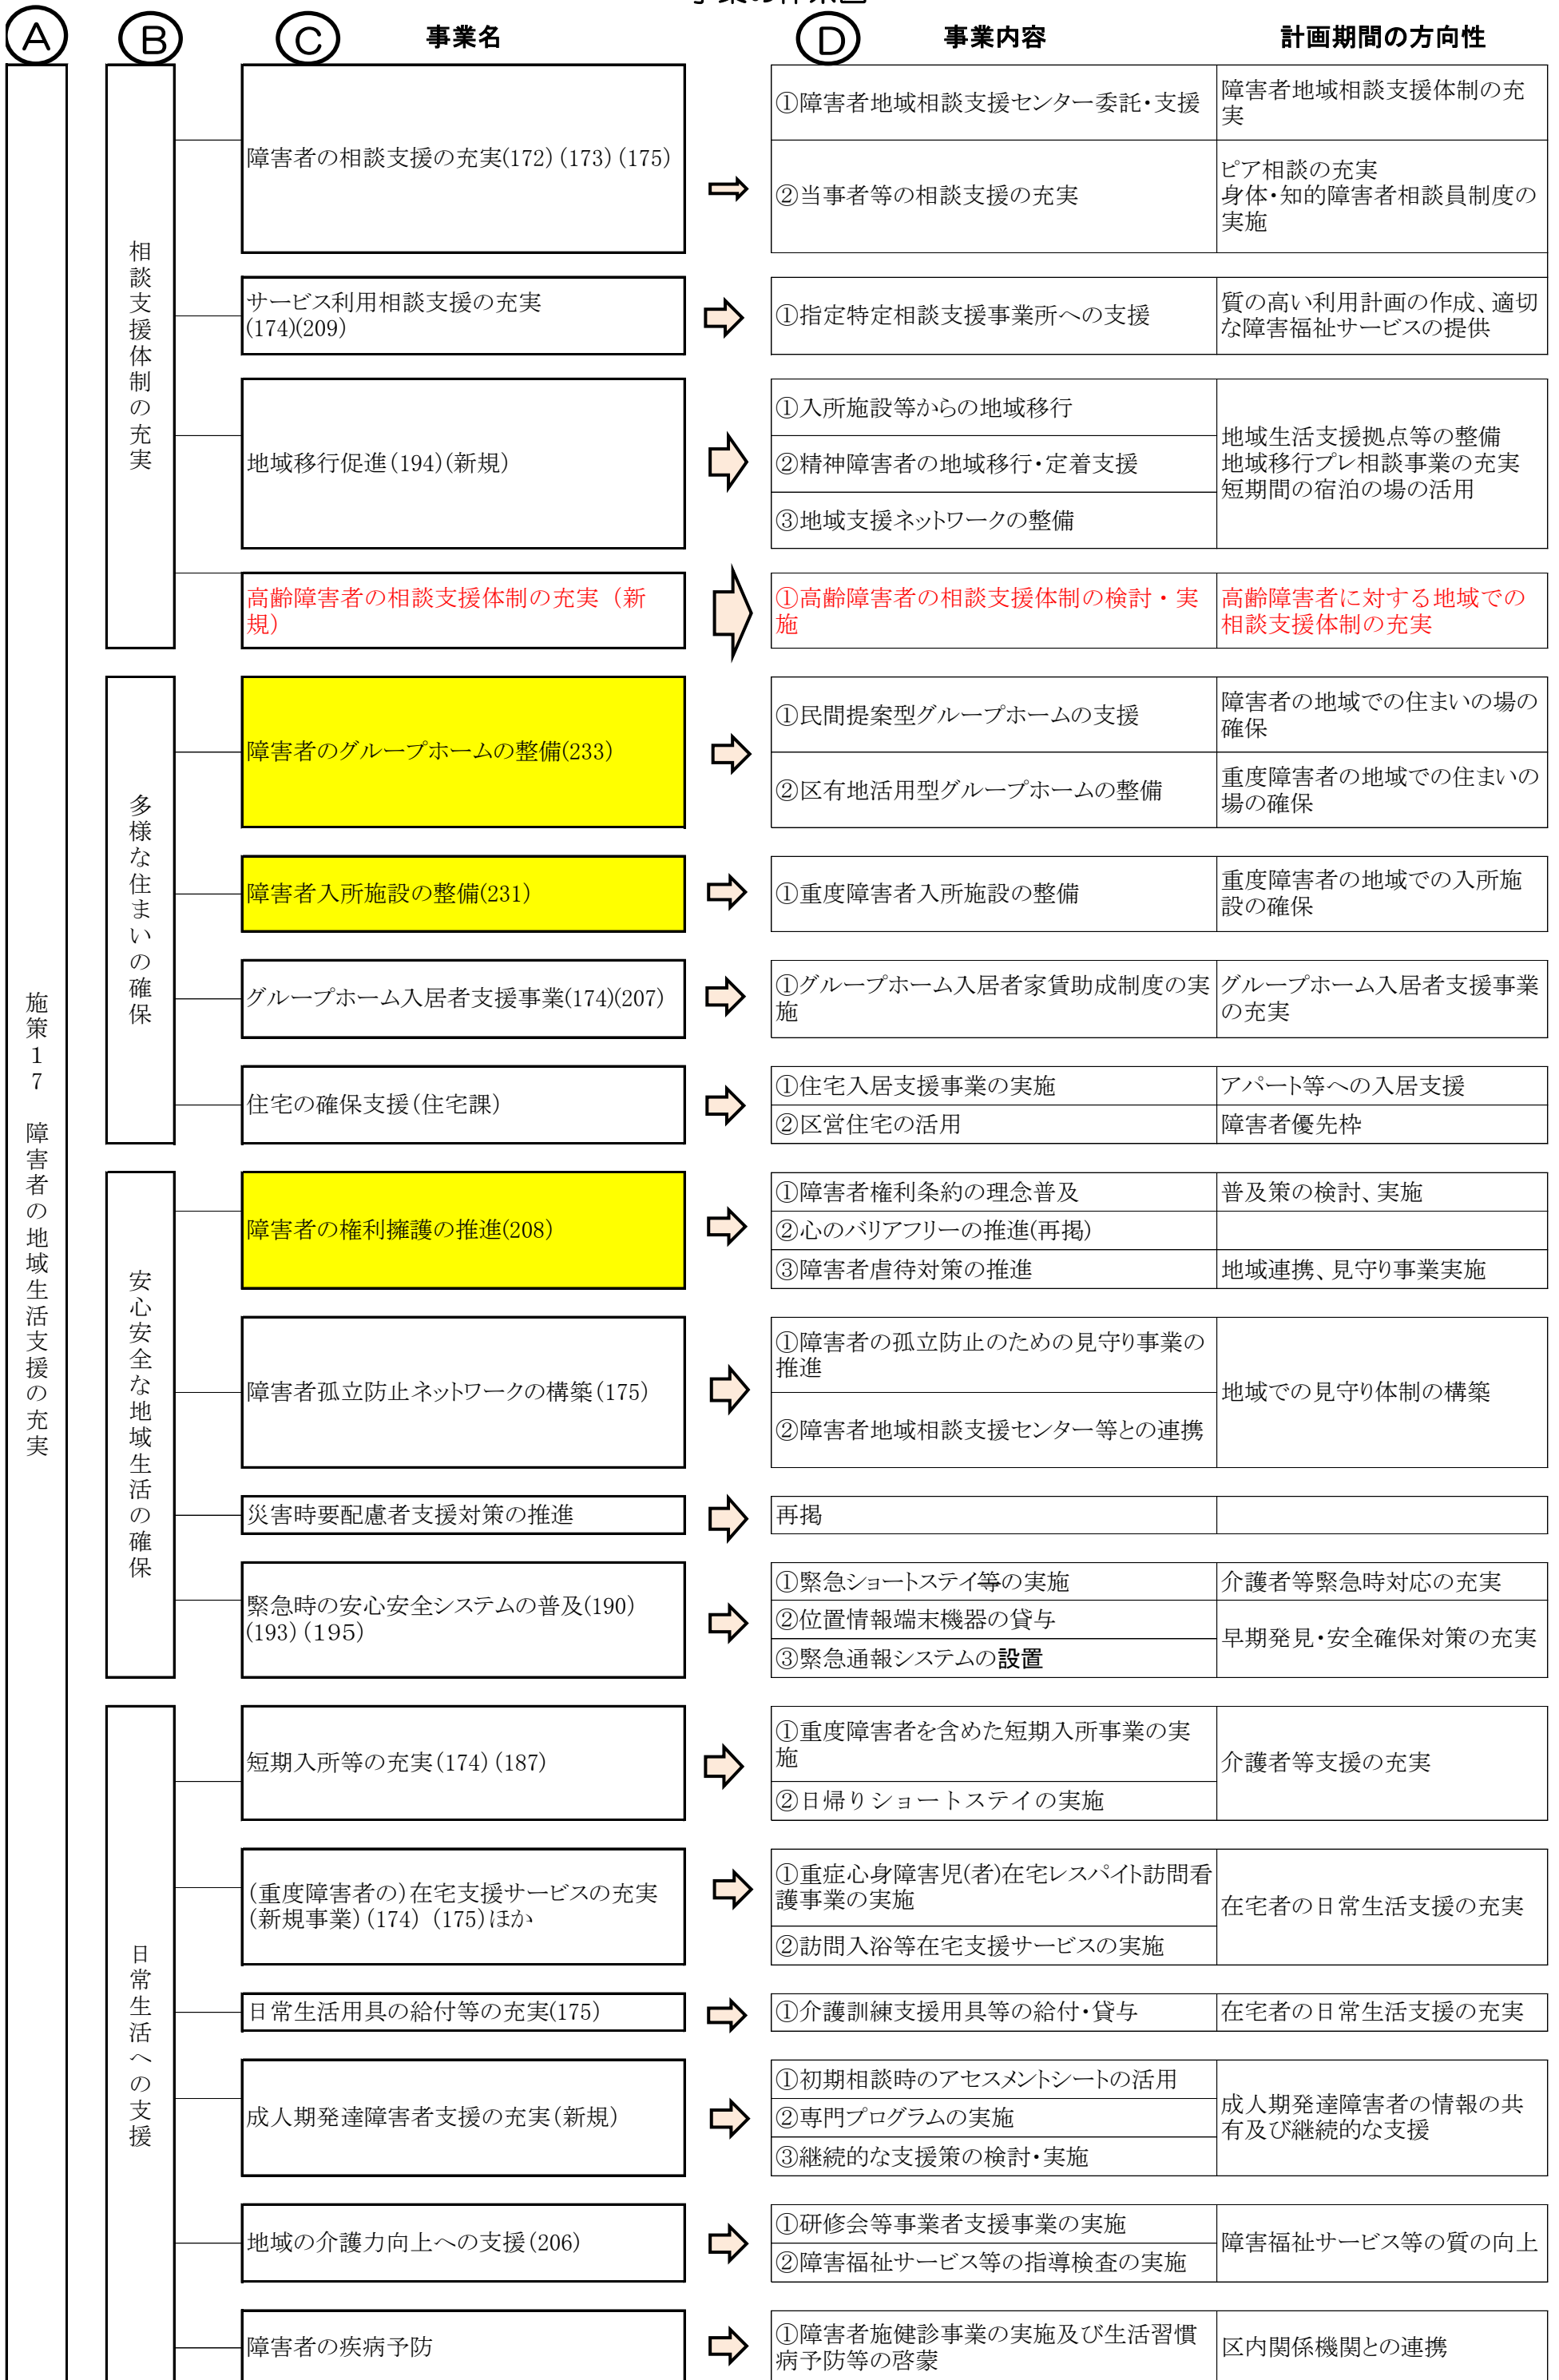 事業の体系図
A
B
C
事業名
D
事業内容
計画期間の方向性
施策17 障害者の地域生活支援の充実
相談支援体制の充実
障害者の相談支援の充実(172)(173)(175)
①障害者地域相談支援センター委託・支援
障害者地域相談支援体制の充
実
②当事者等の相談支援の充実
ピア相談の充実
身体・知的障害者相談員制度の
実施
サービス利用相談支援の充実
(174)(209)
①指定特定相談支援事業所への支援
質の高い利用計画の作成、適切
な障害福祉サービスの提供
地域移行促進(194)(新規)
①入所施設等からの地域移行
②精神障害者の地域移行・定着支援
③地域支援ネットワークの整備
地域生活支援拠点等の整備
地域移行プレ相談事業の充実
短期間の宿泊の場の活用
高齢障害者の相談支援体制の充実（新
規）
①高齢障害者の相談支援体制の検討・実
施
高齢障害者に対する地域での
相談支援体制の充実
多様な住まいの確保
障害者のグループホームの整備(233)
①民間提案型グループホームの支援
障害者の地域での住まいの場の
確保
②区有地活用型グループホームの整備
重度障害者の地域での住まいの
場の確保
障害者入所施設の整備(231)
①重度障害者入所施設の整備
重度障害者の地域での入所施
設の確保
グループホーム入居者支援事業(174)(207)
①グループホーム入居者家賃助成制度の実
施
グループホーム入居者支援事業
の充実
住宅の確保支援(住宅課)
①住宅入居支援事業の実施
アパート等への入居支援
②区営住宅の活用
障害者優先枠
安心安全な地域生活の確保
障害者の権利擁護の推進(208)
①障害者権利条約の理念普及
普及策の検討、実施
②心のバリアフリーの推進(再掲)
③障害者虐待対策の推進
地域連携、見守り事業実施
障害者孤立防止ネットワークの構築(175)
①障害者の孤立防止のための見守り事業の
推進
②障害者地域相談支援センター等との連携
地域での見守り体制の構築
災害時要配慮者支援対策の推進
再掲
緊急時の安心安全システムの普及(190)
(193)(195)
①緊急ショートステイ等の実施
介護者等緊急時対応の充実
②位置情報端末機器の貸与
③緊急通報システムの設置
早期発見・安全確保対策の充実
日常生活への支援
短期入所等の充実(174)(187)
①重度障害者を含めた短期入所事業の実
施
②日帰りショートステイの実施
介護者等支援の充実
(重度障害者の)在宅支援サービスの充実
(新規事業)(174) (175)ほか
①重症心身障害児(者)在宅レスパイト訪問看
護事業の実施
②訪問入浴等在宅支援サービスの実施
在宅者の日常生活支援の充実
日常生活用具の給付等の充実(175)
①介護訓練支援用具等の給付・貸与
在宅者の日常生活支援の充実
成人期発達障害者支援の充実(新規)
①初期相談時のアセスメントシートの活用
②専門プログラムの実施
③継続的な支援策の検討・実施
成人期発達障害者の情報の共
有及び継続的な支援
地域の介護力向上への支援(206)
①研修会等事業者支援事業の実施
②障害福祉サービス等の指導検査の実施
障害福祉サービス等の質の向上
障害者の疾病予防
①障害者施健診事業の実施及び生活習慣
病予防等の啓蒙
区内関係機関との連携